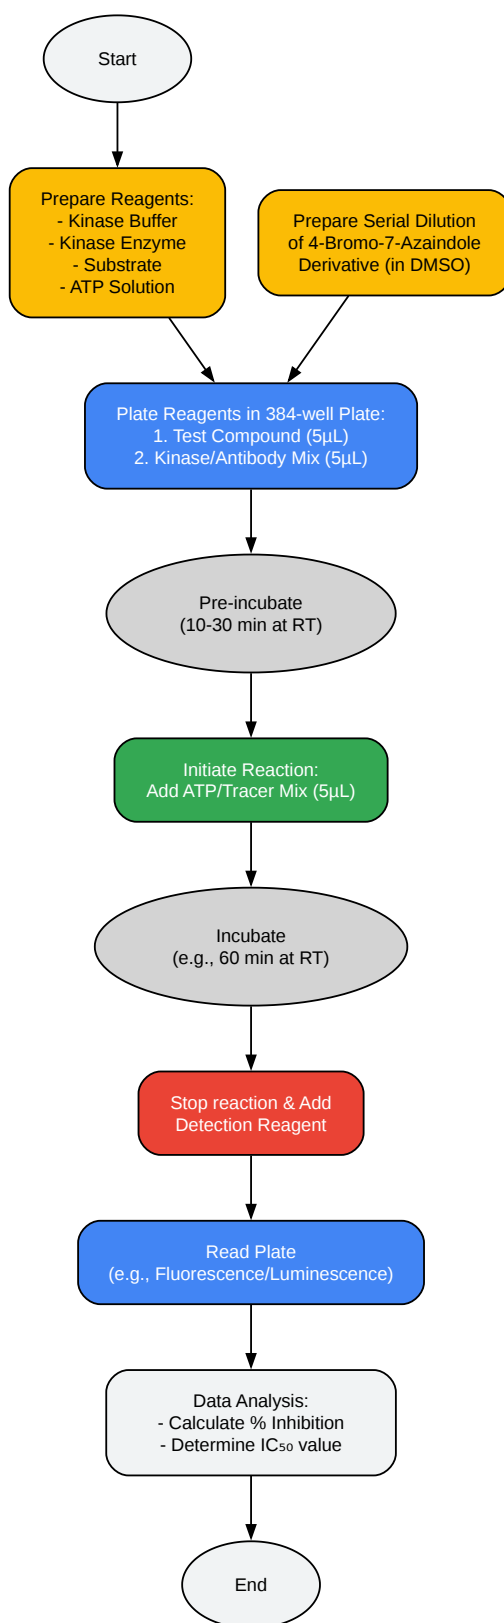 Start
Prepare Reagents:
- Kinase Buffer
- Kinase Enzyme
- Substrate
- ATP Solution
Prepare Serial Dilution
of 4-Bromo-7-Azaindole
Derivative (in DMSO)
Plate Reagents in 384-well Plate:
1. Test Compound (5µL)
2. Kinase/Antibody Mix (5µL)
Pre-incubate
(10-30 min at RT)
Initiate Reaction:
Add ATP/Tracer Mix (5µL)
Incubate
(e.g., 60 min at RT)
Stop reaction & Add
Detection Reagent
Read Plate
(e.g., Fluorescence/Luminescence)
Data Analysis:
- Calculate % Inhibition
- Determine IC₅₀ value
End